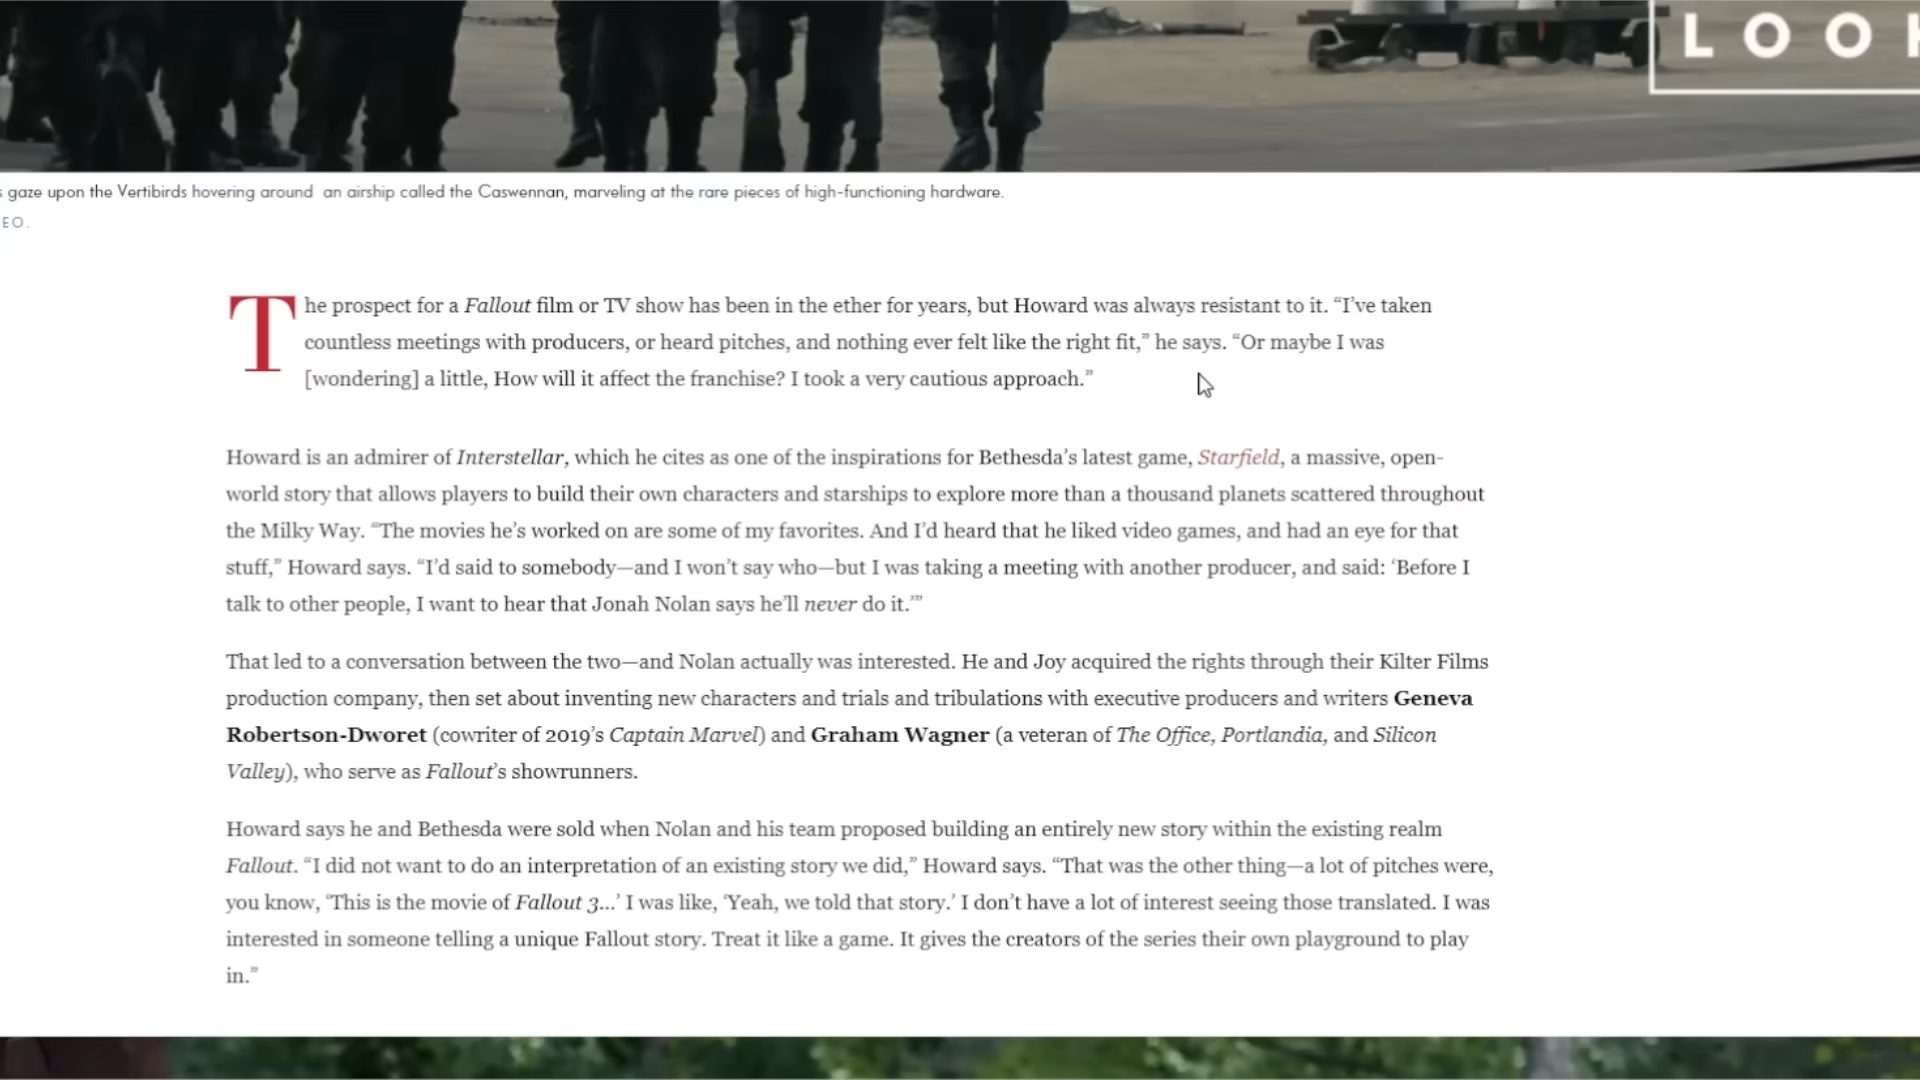 LOOK
gaze upon the Vertibirds hovering around an airship called the Caswennan, marveling at the rare pieces of high-functioning hardware.
EO.
The prospect for a Fallout film or TV show has been in the ether for years, but Howard was always resistant to it. “I’ve taken
countless meetings with producers, or heard pitches, and nothing ever felt like the right fit,” he says. “Or maybe I was
[wondering] a little, How will it affect the franchise? I took a very cautious approach.”
Howard is an admirer of Interstellar, which he cites as one of the inspirations for Bethesda’s latest game, Starfield, a massive, open-
world story that allows players to build their own characters and starships to explore more than a thousand planets scattered throughout
the Milky Way. “The movies he’s worked on are some of my favorites. And I’d heard that he liked video games, and had an eye for that
stuff,” Howard says. “I’d said to somebody—and I won’t say who—but I was taking a meeting with another producer, and said: ‘Before I
talk to other people, I want to hear that Jonah Nolan says he’ll never do it.’”
That led to a conversation between the two—and Nolan actually was interested. He and Joy acquired the rights through their Kilter Films
production company, then set about inventing new characters and trials and tribulations with executive producers and writers Geneva
Robertson-Dworet (cowriter of 2019’s Captain Marvel) and Graham Wagner (a veteran of The Office, Portlandia, and Silicon
Valley), who serve as Fallout’s showrunners.
Howard says he and Bethesda were sold when Nolan and his team proposed building an entirely new story within the existing realm
Fallout. “I did not want to do an interpretation of an existing story we did,” Howard says. “That was the other thing—a lot of pitches were,
you know, ‘This is the movie of Fallout 3...’ I was like, ‘Yeah, we told that story.’ I don’t have a lot of interest seeing those translated. I was
interested in someone telling a unique Fallout story. Treat it like a game. It gives the creators of the series their own playground to play
in.”